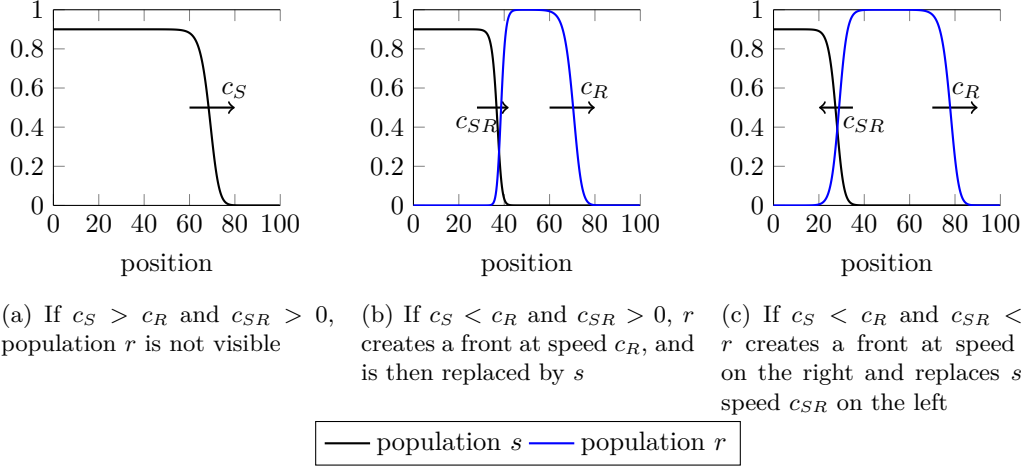 1
0.8
0.6
0.4
0.2
0
0 20 40 60 80 100
position
c_S
1
0.8
0.6
0.4
0.2
0
0 20 40 60 80 100
position
c_SR
c_R
1
0.8
0.6
0.4
0.2
0
0 20 40 60 80 100
position
c_SR
c_R
(a) If c_S > c_R and c_SR > 0,
population r is not visible
(b) If c_S < c_R and c_SR > 0, r
creates a front at speed c_R, and
is then replaced by s
(c) If c_S < c_R and c_SR <
r creates a front at speed
on the right and replaces s
speed c_SR on the left
population s population r